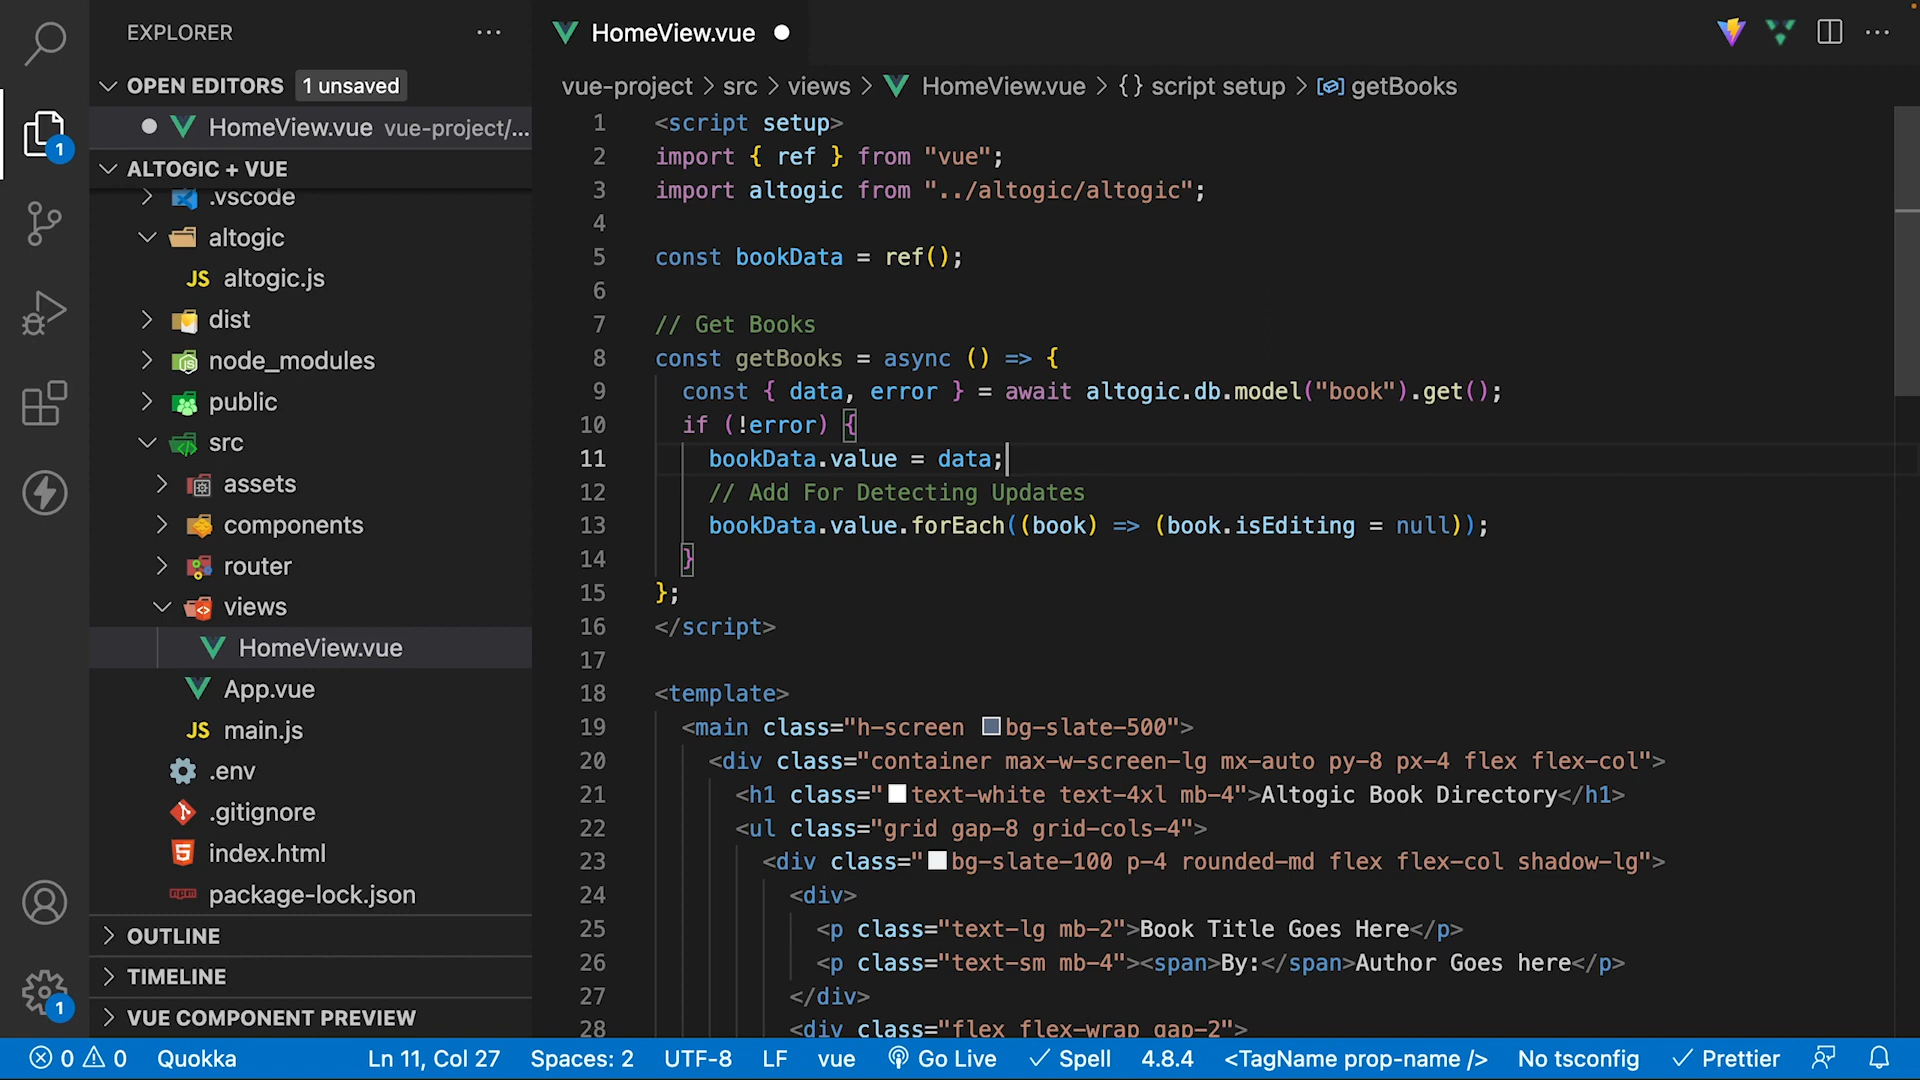 EXPLORER
OPEN EDITORS 1 unsaved
HomeView.vue vue-project/...
ALTOGIC + VUE
.vscode
altogic
JS altogic.js
dist
node_modules
public
src
assets
components
router
views
HomeView.vue
App.vue
JS main.js
.env
.gitignore
index.html
package-lock.json
OUTLINE
TIMELINE
VUE COMPONENT PREVIEW
1
1
HomeView.vue
vue-project > src > views > HomeView.vue > {} script setup > getBooks
1 <script setup>
2 import { ref } from "vue";
3 import altogic from "../altogic/altogic";
4
5 const bookData = ref();
6
7 // Get Books
8 const getBooks = async () => {
9 const { data, error } = await altogic.db.model("book").get();
10 if (!error) {
11 bookData.value = data;
12 // Add For Detecting Updates
13 bookData.value.forEach((book) => (book.isEditing = null));
14 }
15 };
16 </script>
17
18 <template>
19 <main class="h-screen bg-slate-500">
20 <div class="container max-w-screen-lg mx-auto py-8 px-4 flex flex-col">
21 <h1 class="text-white text-4xl mb-4">Altogic Book Directory</h1>
22 <ul class="grid gap-8 grid-cols-4">
23 <div class="bg-slate-100 p-4 rounded-md flex flex-col shadow-lg">
24 <div>
25 <p class="text-lg mb-2">Book Title Goes Here</p>
26 <p class="text-sm mb-4"><span>By:</span>Author Goes here</p>
27 </div>
28 <div class="flex flex-wrap gap-2">
0 0 Quokka Ln 11, Col 27 Spaces: 2 UTF-8 LF vue Go Live Spell 4.8.4 <TagName prop-name /> No tsconfig Prettier